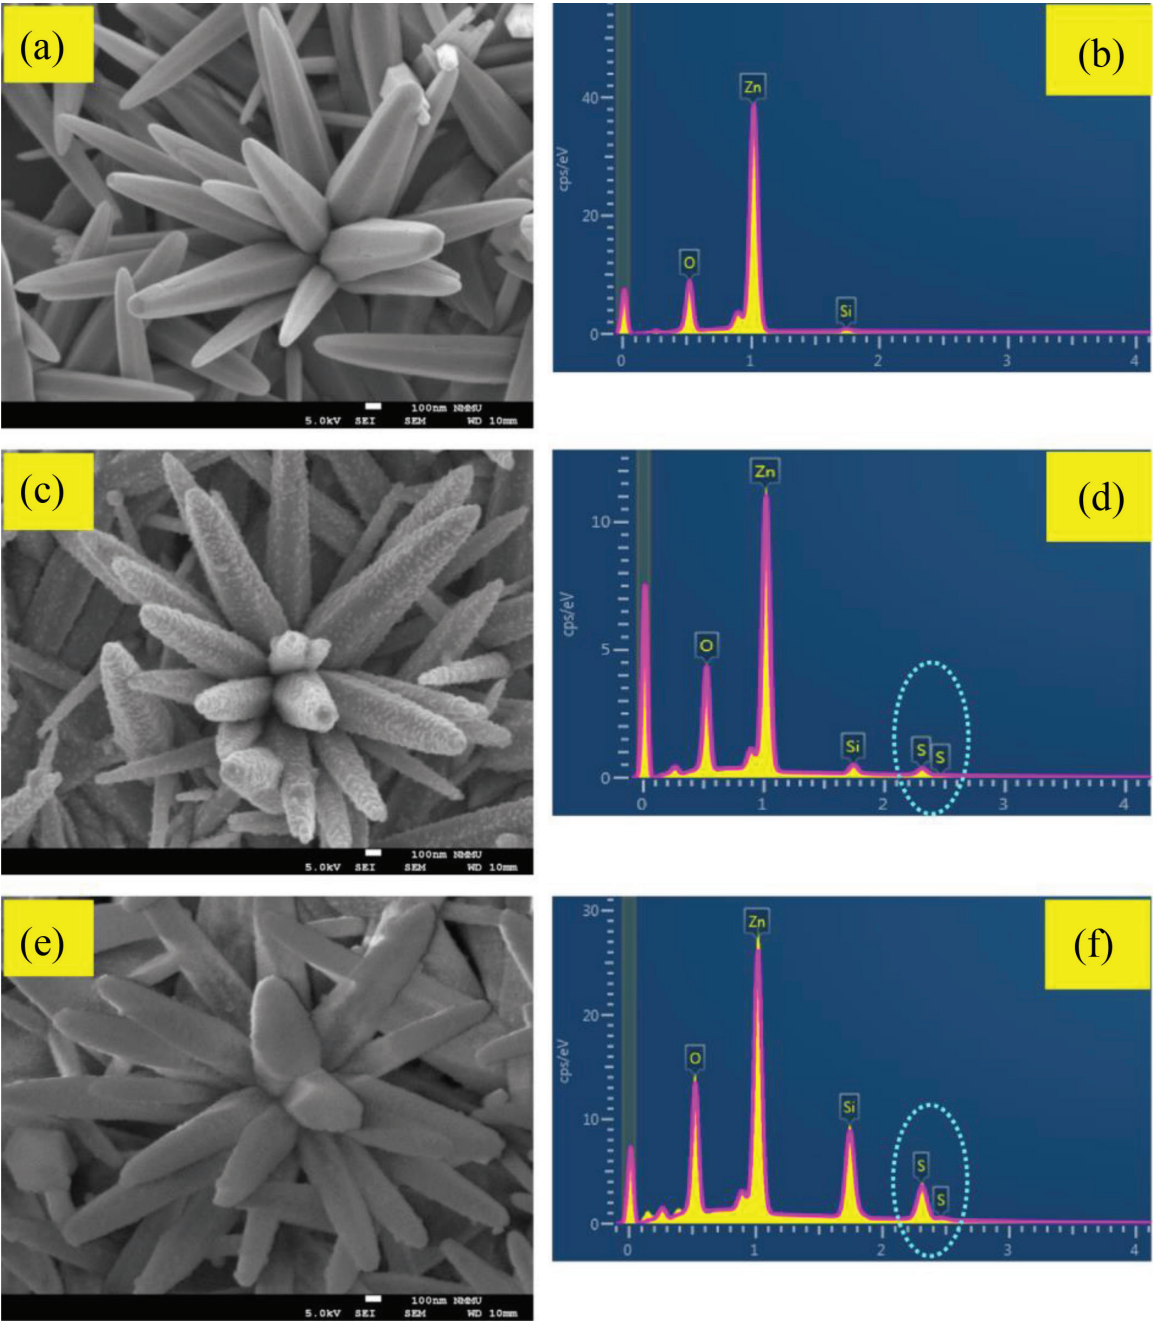 (a)
100nm NMMU
5.0kV SEI SEM WD 10mm
(b)
cps/eV
40
20
0
Zn
O
Si
0 1 2 3 4
(c)
100nm NMMU
5.0kV SEI SEM WD 10mm
(d)
cps/eV
10
5
0
Zn
O
Si
S
S
0 1 2 3 4
(e)
100nm NMMU
5.0kV SEI SEM WD 10mm
(f)
cps/eV
30
20
10
0
Zn
O
Si
S
S
0 1 2 3 4